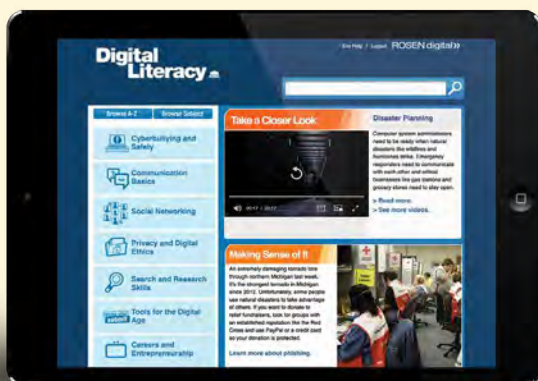 Digital
Literacy
Site Help / Logout ROSEN digital
Browse A-Z Browse Subject
Cyberbullying and
Safety
Communication
Basics
Social Networking
Privacy and Digital
Ethics
Search and Research
Skills
Tools for the Digital
Age
Careers and
Entrepreneurship
Take a Closer Look
00:17 / 00:17
Disaster Planning
Computer system administrators
need to be ready when natural
disasters like wildfires and
hurricanes strike. Emergency
responders need to communicate
with each other and critical
businesses like gas stations and
grocery stores need to stay open.
> Read more.
> See more videos.
Making Sense of It
An extremely damaging tornado tore
through northern Michigan last week.
It's the strongest tornado in Michigan
since 2012. Unfortunately, some people
use natural disasters to take advantage
of others. If you want to donate to
relief fundraisers, look for groups with
an established reputation like the Red
Cross and use PayPal or a credit card
so your donation is protected.
Learn more about phishing.